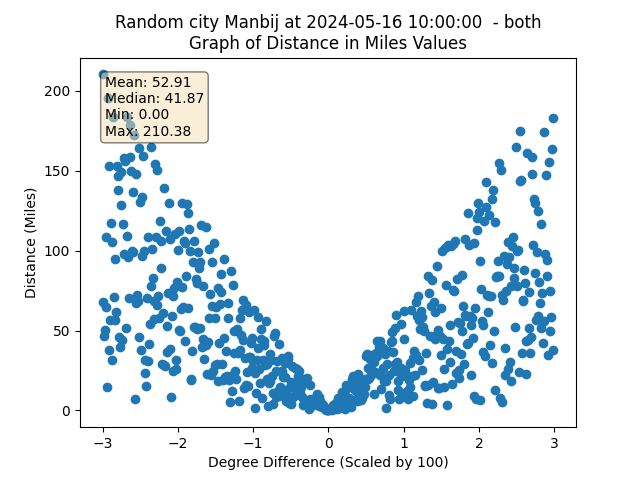 Random city Manbij at 2024-05-16 10:00:00  - both
Graph of Distance in Miles Values
Mean: 52.91
Median: 41.87
Min: 0.00
Max: 210.38
200
150
100
50
0
Distance (Miles)
−3
−2
−1
0
1
2
3
Degree Difference (Scaled by 100)